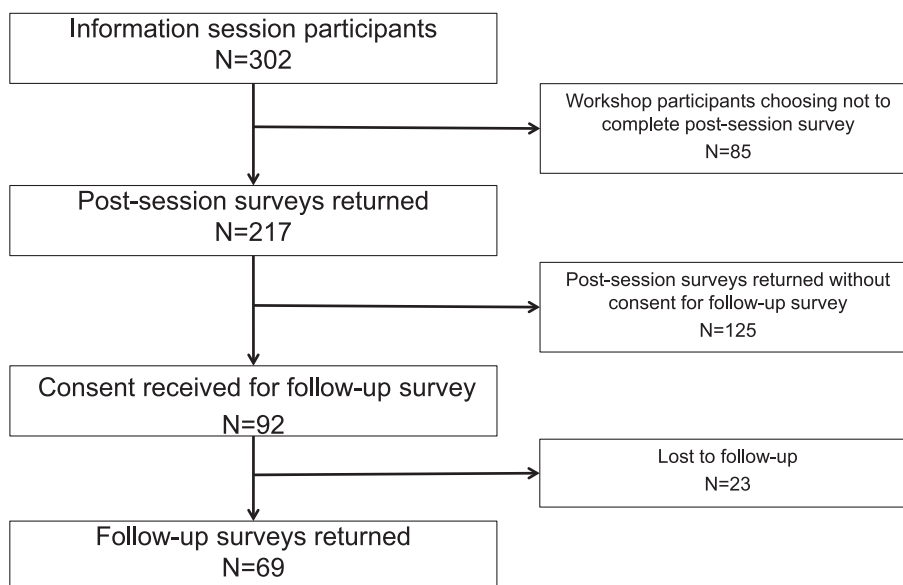 Information session participants
N=302
Workshop participants choosing not to
complete post-session survey
N=85
Post-session surveys returned
N=217
Post-session surveys returned without
consent for follow-up survey
N=125
Consent received for follow-up survey
N=92
Lost to follow-up
N=23
Follow-up surveys returned
N=69